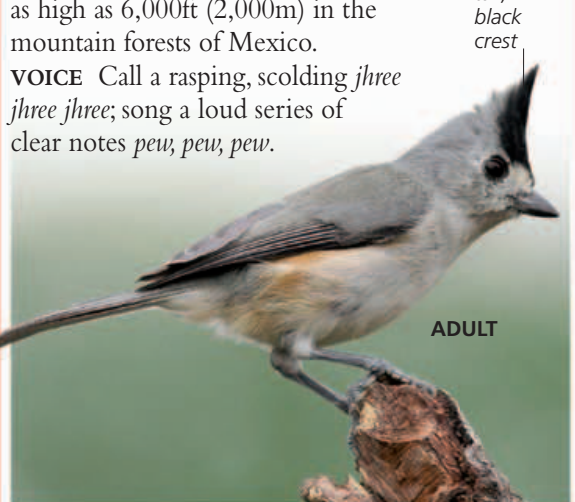 as high as 6,000ft (2,000m) in the
mountain forests of Mexico.
VOICE Call a rasping, scolding jhree
jhree jhree; song a loud series of
clear notes pew, pew, pew.
black
crest
ADULT